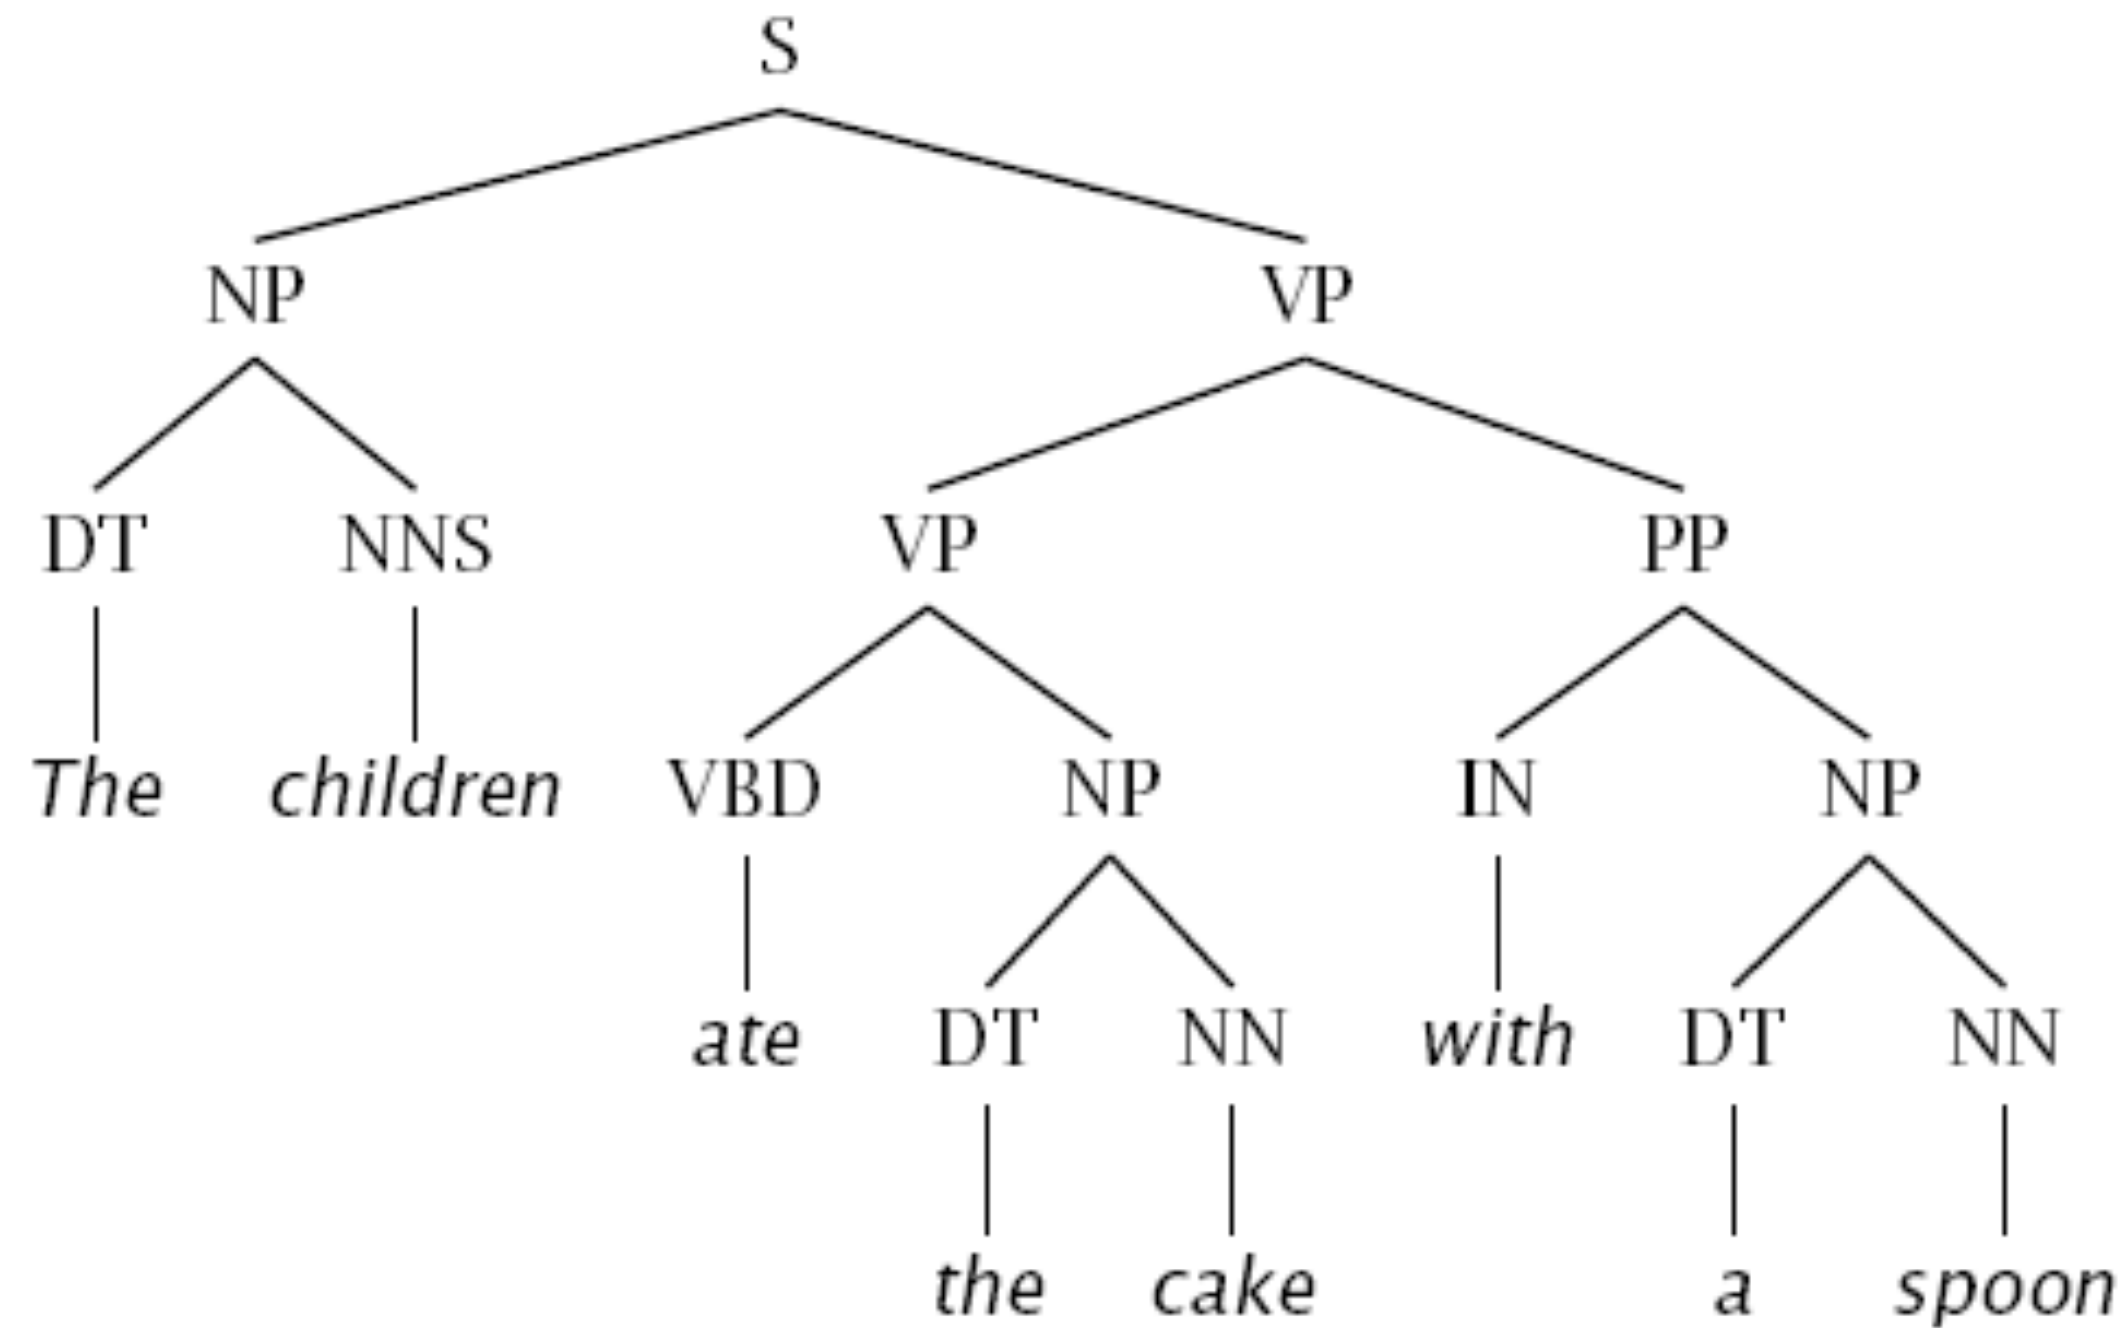 S
NP VP
DT NNS VP PP
The children VBD NP IN NP
ate DT NN with DT NN
the cake a spoon